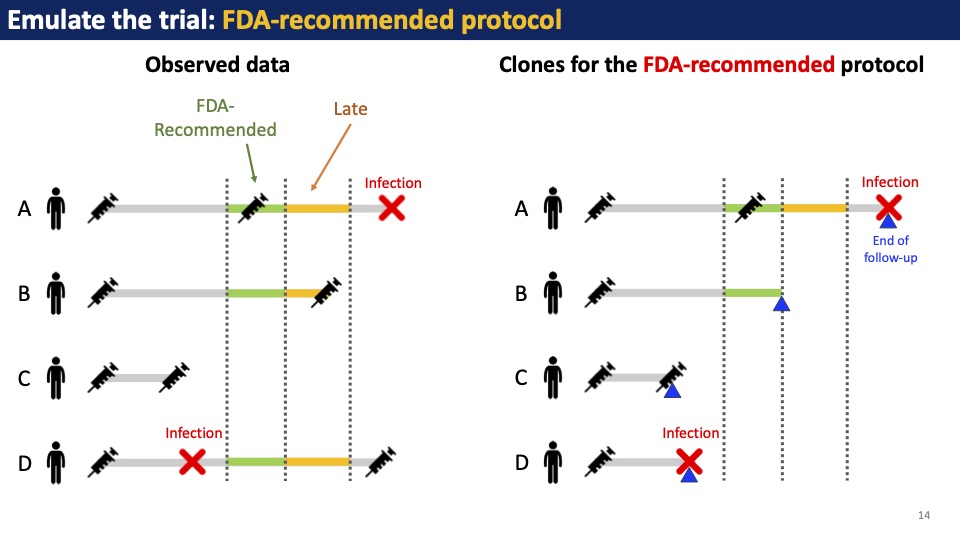 Emulate the trial: FDA-recommended protocol
Observed data
FDA-
Recommended
Late
Infection
A
B
C
Infection
D
Clones for the FDA-recommended protocol
Infection
A
End of
follow-up
B
C
Infection
D
14